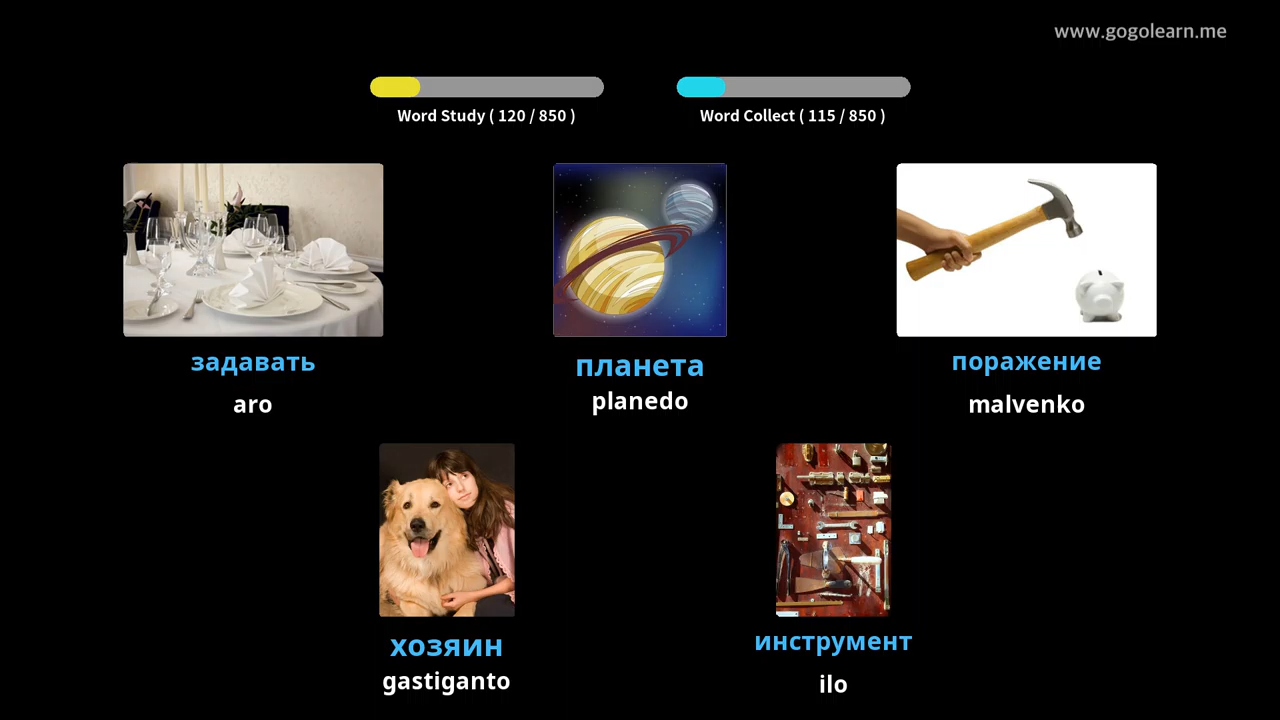 www.gogolearn.me
Word Study ( 120 / 850 )
Word Collect ( 115 / 850 )
задавать
aro
планета
planedo
поражение
malvenko
хозяин
gastiganto
инструмент
ilo